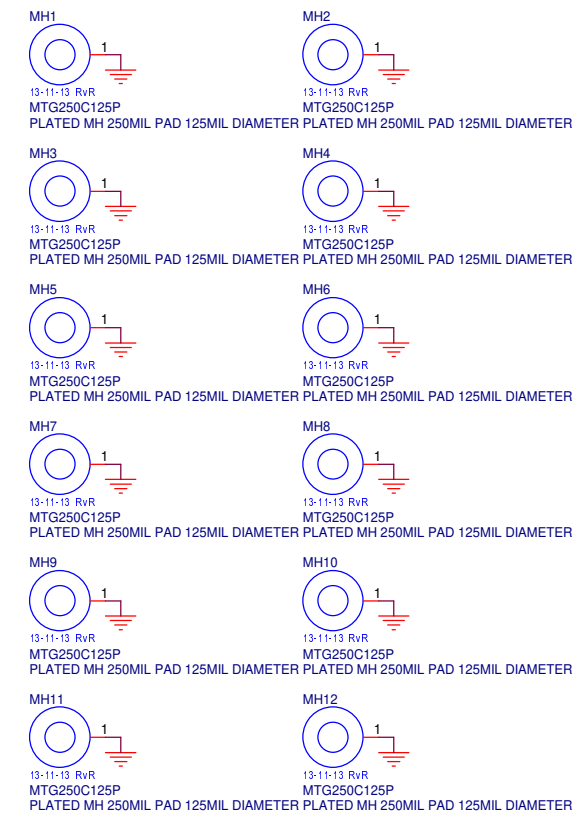 MH1
1
13-11-13 RvR
MTG250C125P
PLATED MH 250MIL PAD 125MIL DIAMETER
MH2
1
13-11-13 RvR
MTG250C125P
PLATED MH 250MIL PAD 125MIL DIAMETER
MH3
1
13-11-13 RvR
MTG250C125P
PLATED MH 250MIL PAD 125MIL DIAMETER
MH4
1
13-11-13 RvR
MTG250C125P
PLATED MH 250MIL PAD 125MIL DIAMETER
MH5
1
13-11-13 RvR
MTG250C125P
PLATED MH 250MIL PAD 125MIL DIAMETER
MH6
1
13-11-13 RvR
MTG250C125P
PLATED MH 250MIL PAD 125MIL DIAMETER
MH7
1
13-11-13 RvR
MTG250C125P
PLATED MH 250MIL PAD 125MIL DIAMETER
MH8
1
13-11-13 RvR
MTG250C125P
PLATED MH 250MIL PAD 125MIL DIAMETER
MH9
1
13-11-13 RvR
MTG250C125P
PLATED MH 250MIL PAD 125MIL DIAMETER
MH10
1
13-11-13 RvR
MTG250C125P
PLATED MH 250MIL PAD 125MIL DIAMETER
MH11
1
13-11-13 RvR
MTG250C125P
PLATED MH 250MIL PAD 125MIL DIAMETER
MH12
1
13-11-13 RvR
MTG250C125P
PLATED MH 250MIL PAD 125MIL DIAMETER